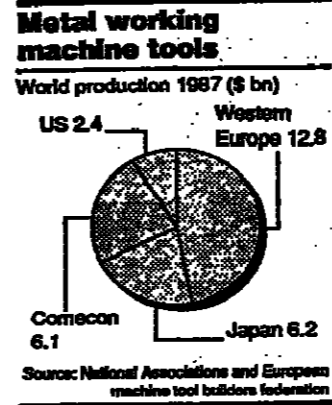 Metal working
machine tools
World production 1987 ($ bn)
US 2.4
Western
Europe 12.8
Comecon
6.1
Japan 6.2
Source: National Associations and European
machine tool builders federation